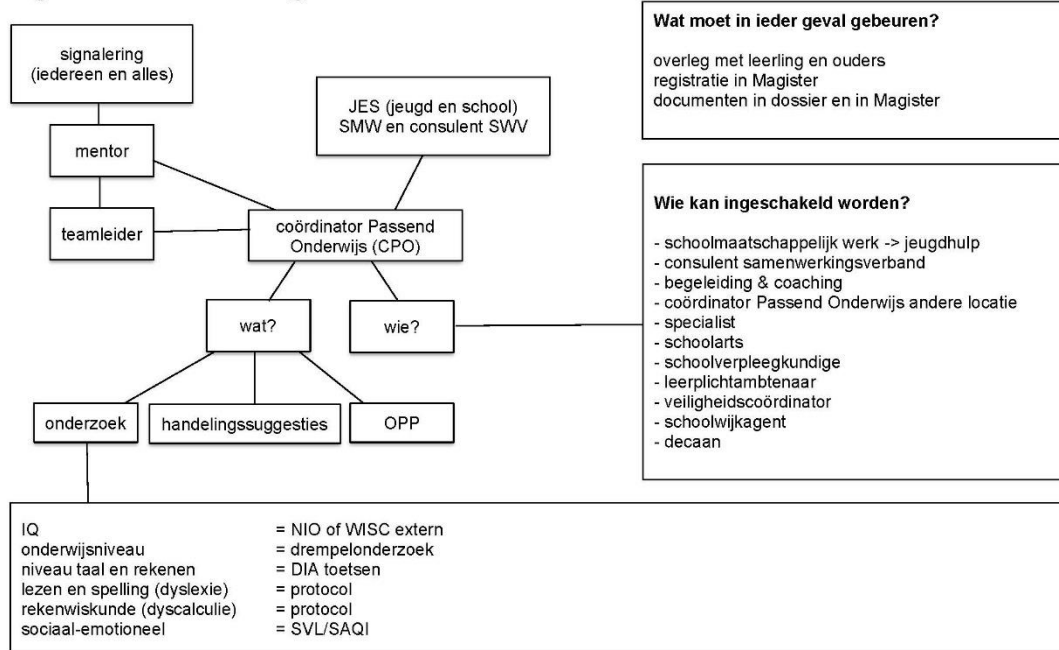 signalering
(iedereen en alles)
mentor
teamleider
JES (jeugd en school)
SMW en consulent SWV
coördinator Passend
Onderwijs (CPO)
wat?
wie?
onderzoek
handelingssuggesties
OPP
Wat moet in ieder geval gebeuren?
overleg met leerling en ouders
registratie in Magister
documenten in dossier en in Magister
Wie kan ingeschakeld worden?
- schoolmaatschappelijk werk -> jeugdhulp
- consulent samenwerkingsverband
- begeleiding & coaching
- coördinator Passend Onderwijs andere locatie
- specialist
- schoolarts
- schoolverpleegkundige
- leerplichtambtenaar
- veiligheidscoördinator
- schoolwijkagent
- decaan
IQ = NIO of WISC extern
onderwijsniveau = drempelonderzoek
niveau taal en rekenen = DIA toetsen
lezen en spelling (dyslexie) = protocol
rekenwiskunde (dyscalculie) = protocol
sociaal-emotioneel = SVL/SAQI